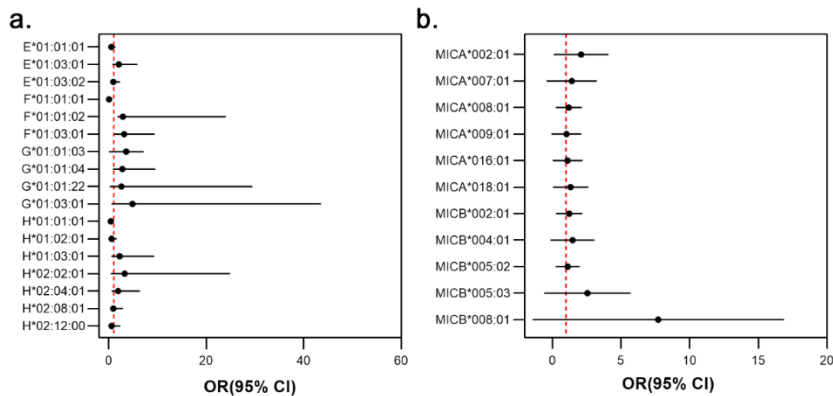 a.
E*01:01:01
E*01:03:01
E*01:03:02
F*01:01:01
F*01:01:02
F*01:03:01
G*01:01:03
G*01:01:04
G*01:01:22
G*01:03:01
H*01:01:01
H*01:02:01
H*01:03:01
H*02:02:01
H*02:04:01
H*02:08:01
H*02:12:00
0 20 40 60
OR(95% CI)
b.
MICA*002:01
MICA*007:01
MICA*008:01
MICA*009:01
MICA*016:01
MICA*018:01
MICB*002:01
MICB*004:01
MICB*005:02
MICB*005:03
MICB*008:01
0 5 10 15 20
OR(95% CI)